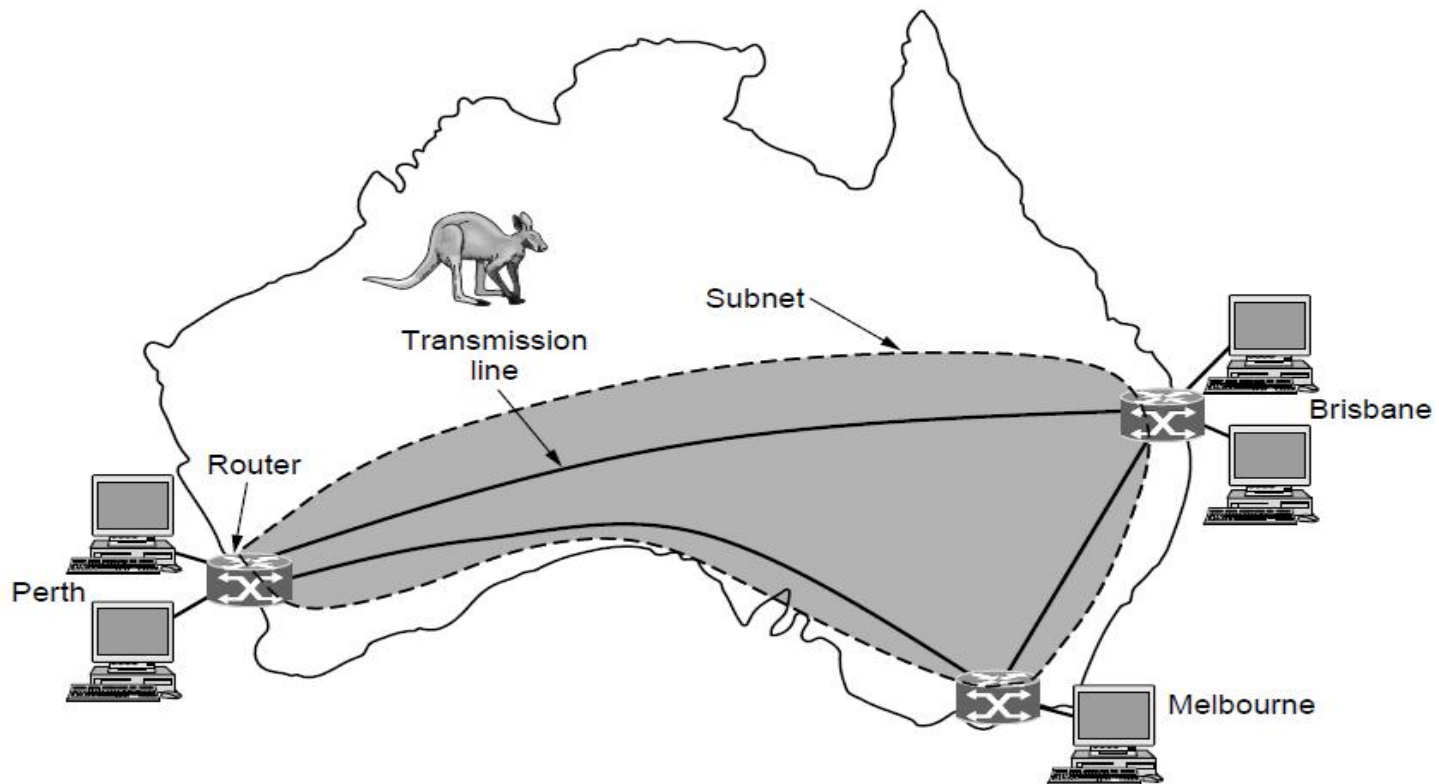 Subnet
Transmission
line
Brisbane
Router
Perth
Melbourne